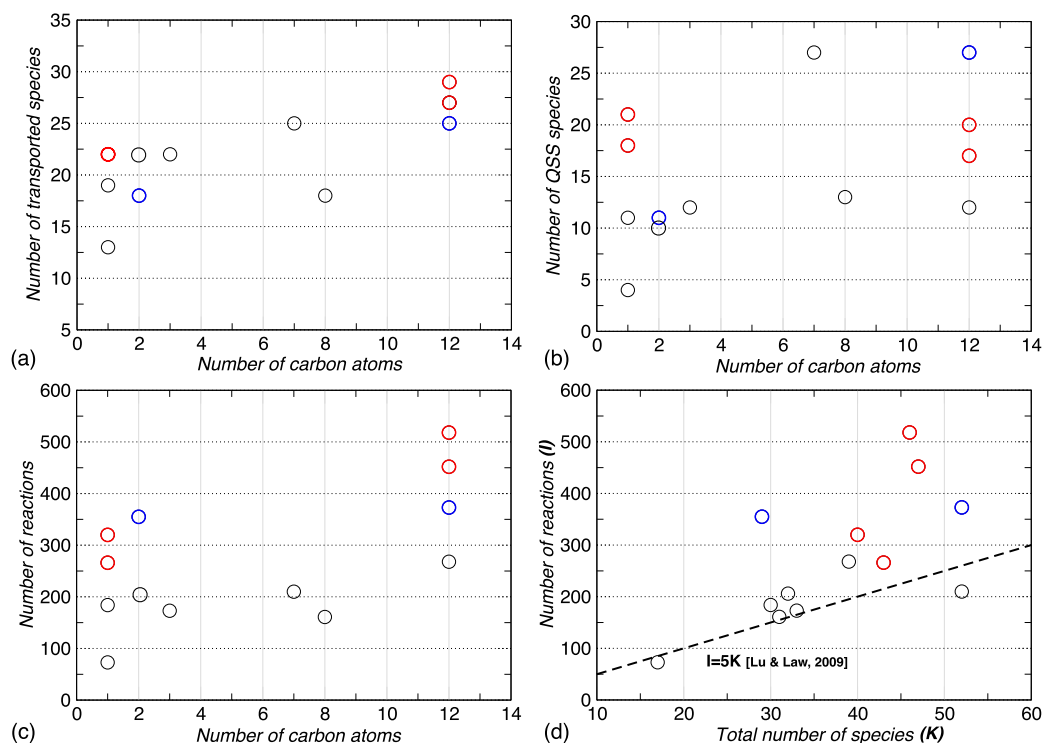 35
30
25
20
15
10
5
0 2 4 6 8 10 12 14
Number of transported species
Number of carbon atoms
(a)
30
25
20
15
10
5
0
0 2 4 6 8 10 12 14
Number of QSS species
Number of carbon atoms
(b)
600
500
400
300
200
100
0
0 2 4 6 8 10 12 14
Number of reactions
Number of carbon atoms
(c)
600
500
400
300
200
100
0
10 20 30 40 50 60
Number of reactions (I)
I=5K [Lu & Law, 2009]
Total number of species (K)
(d)